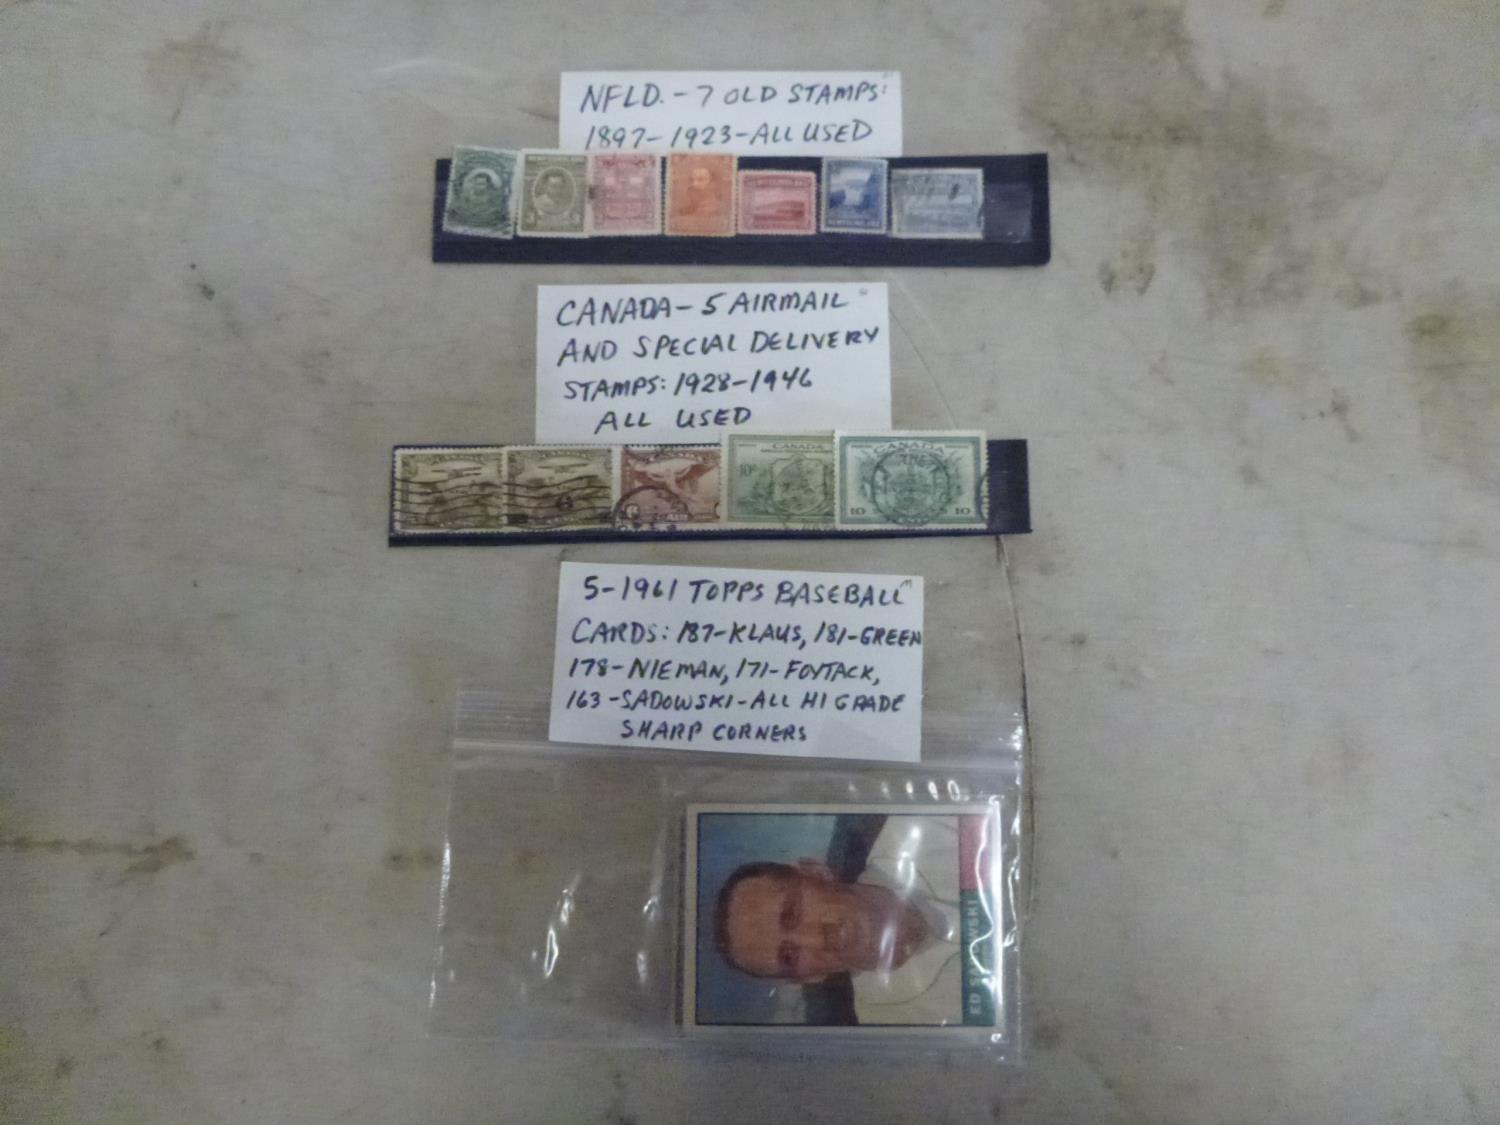 NFLD. - 7 OLD STAMPS:
1897-1923-ALL USED
CANADA - 5 AIRMAIL
AND SPECIAL DELIVERY
STAMPS: 1928-1946
ALL USED
CANADA
10¢
CANADA
10
10
5-1961 TOPPS BASEBALL
CARDS: 187-KLAUS, 181-GREEN
178-NIEMAN, 171-FOYTACK,
163-SADOWSKI-ALL HI GRADE
SHARP CORNERS
ED SADOWSKI